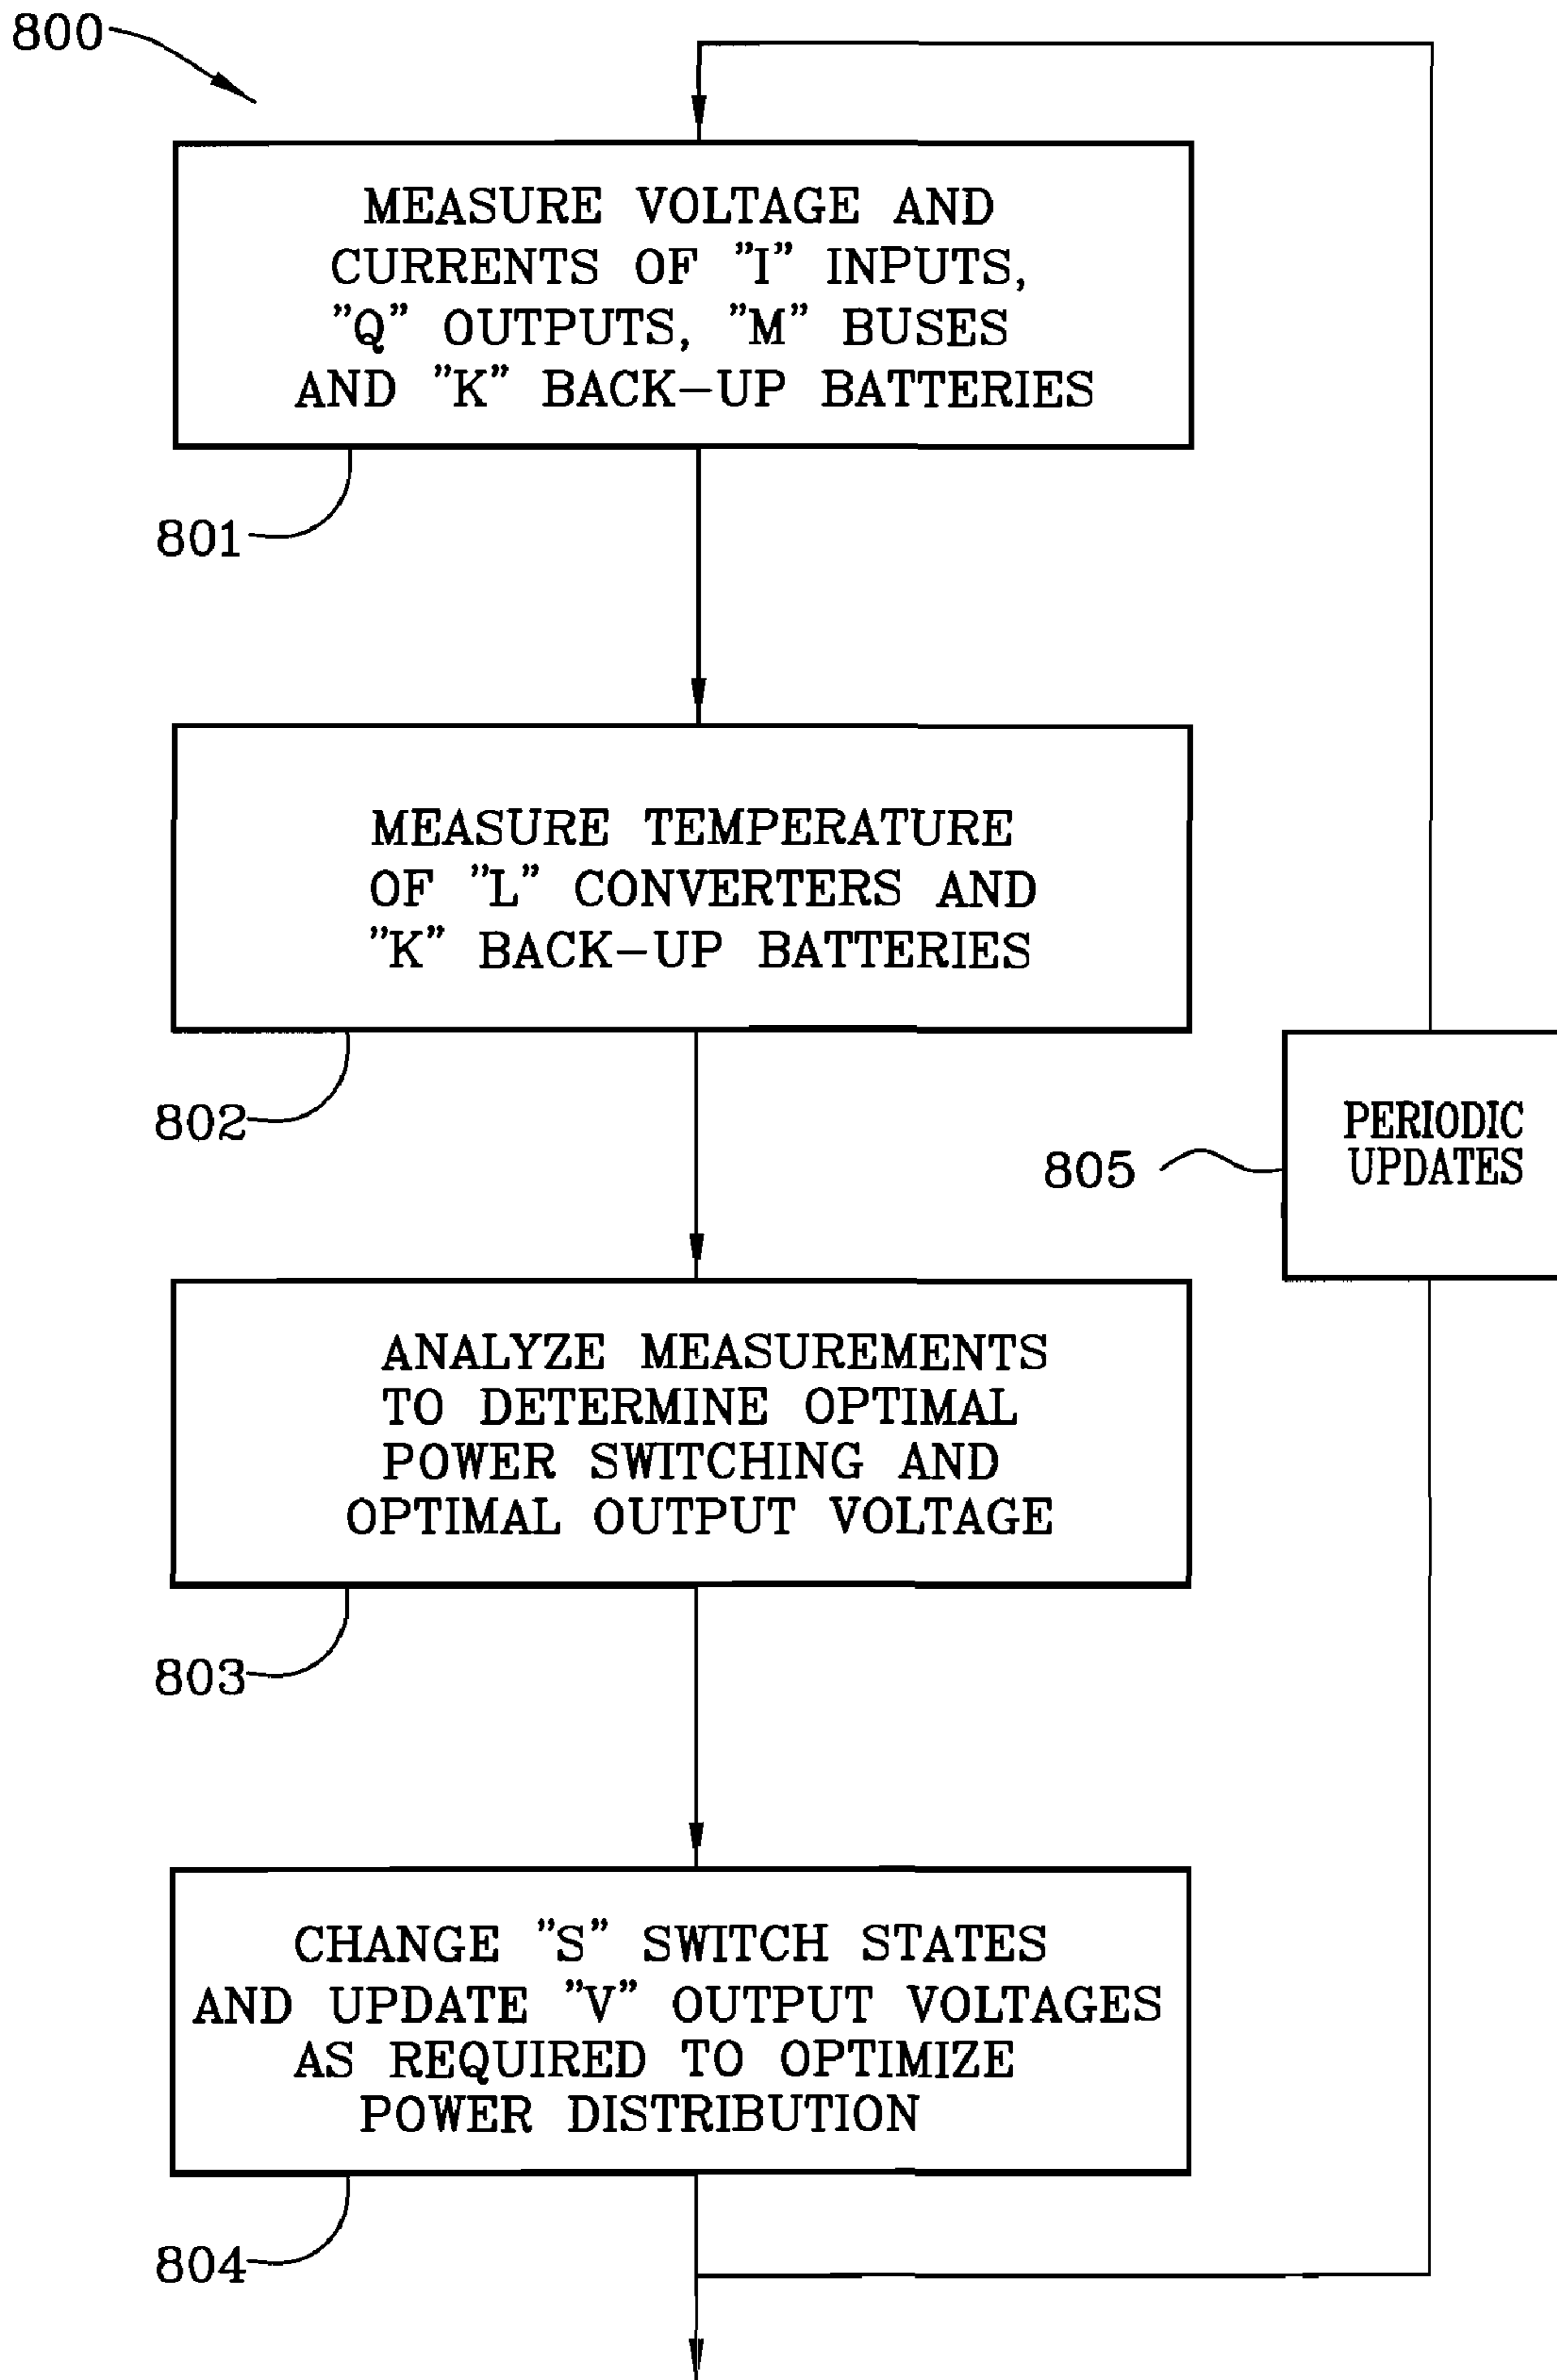 800
MEASURE VOLTAGE AND
CURRENTS OF "I" INPUTS,
"Q" OUTPUTS, "M" BUSES
AND "K" BACK-UP BATTERIES
801
MEASURE TEMPERATURE
OF "L" CONVERTERS AND
"K" BACK-UP BATTERIES
802
PERIODIC
UPDATES
805
ANALYZE MEASUREMENTS
TO DETERMINE OPTIMAL
POWER SWITCHING AND
OPTIMAL OUTPUT VOLTAGE
803
CHANGE "S" SWITCH STATES
AND UPDATE "V" OUTPUT VOLTAGES
AS REQUIRED TO OPTIMIZE
POWER DISTRIBUTION
804